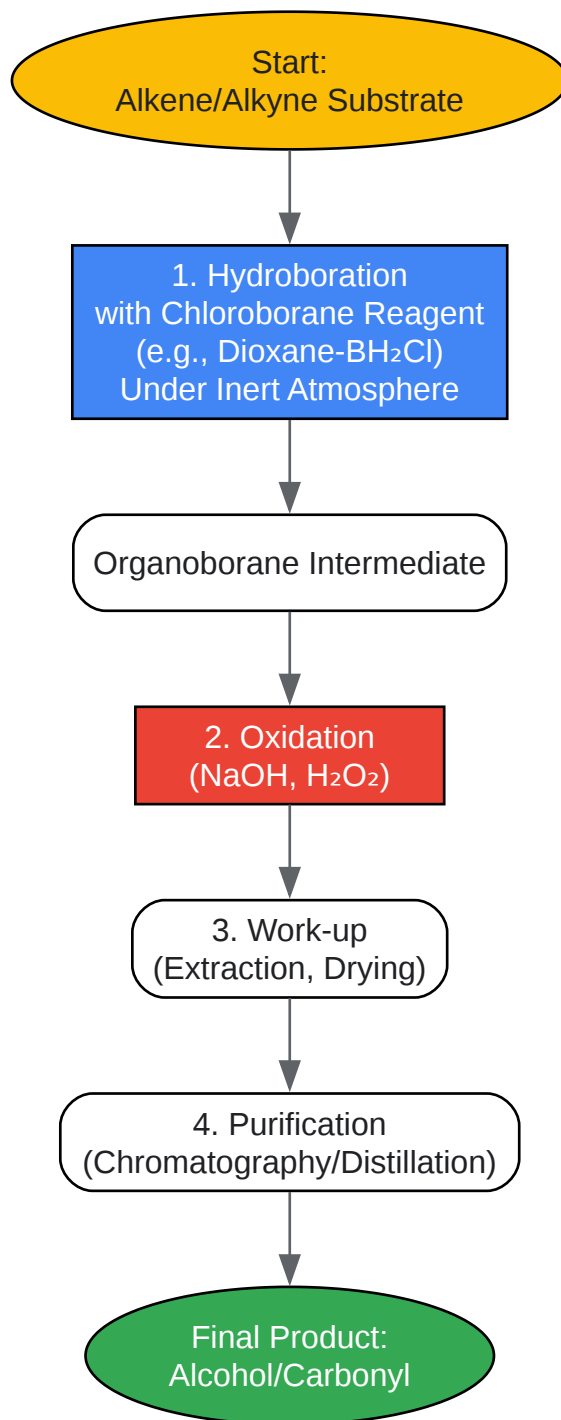 Start:
Alkene/Alkyne Substrate
1. Hydroboration
with Chloroborane Reagent
(e.g., Dioxane-BH₂Cl)
Under Inert Atmosphere
Organoborane Intermediate
2. Oxidation
(NaOH, H₂O₂)
3. Work-up
(Extraction, Drying)
4. Purification
(Chromatography/Distillation)
Final Product:
Alcohol/Carbonyl